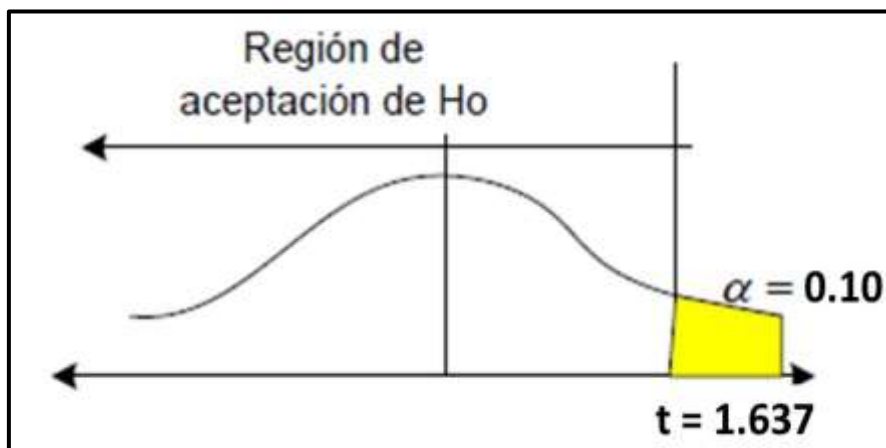 Región de
aceptación de Ho
α = 0.10
t = 1.637